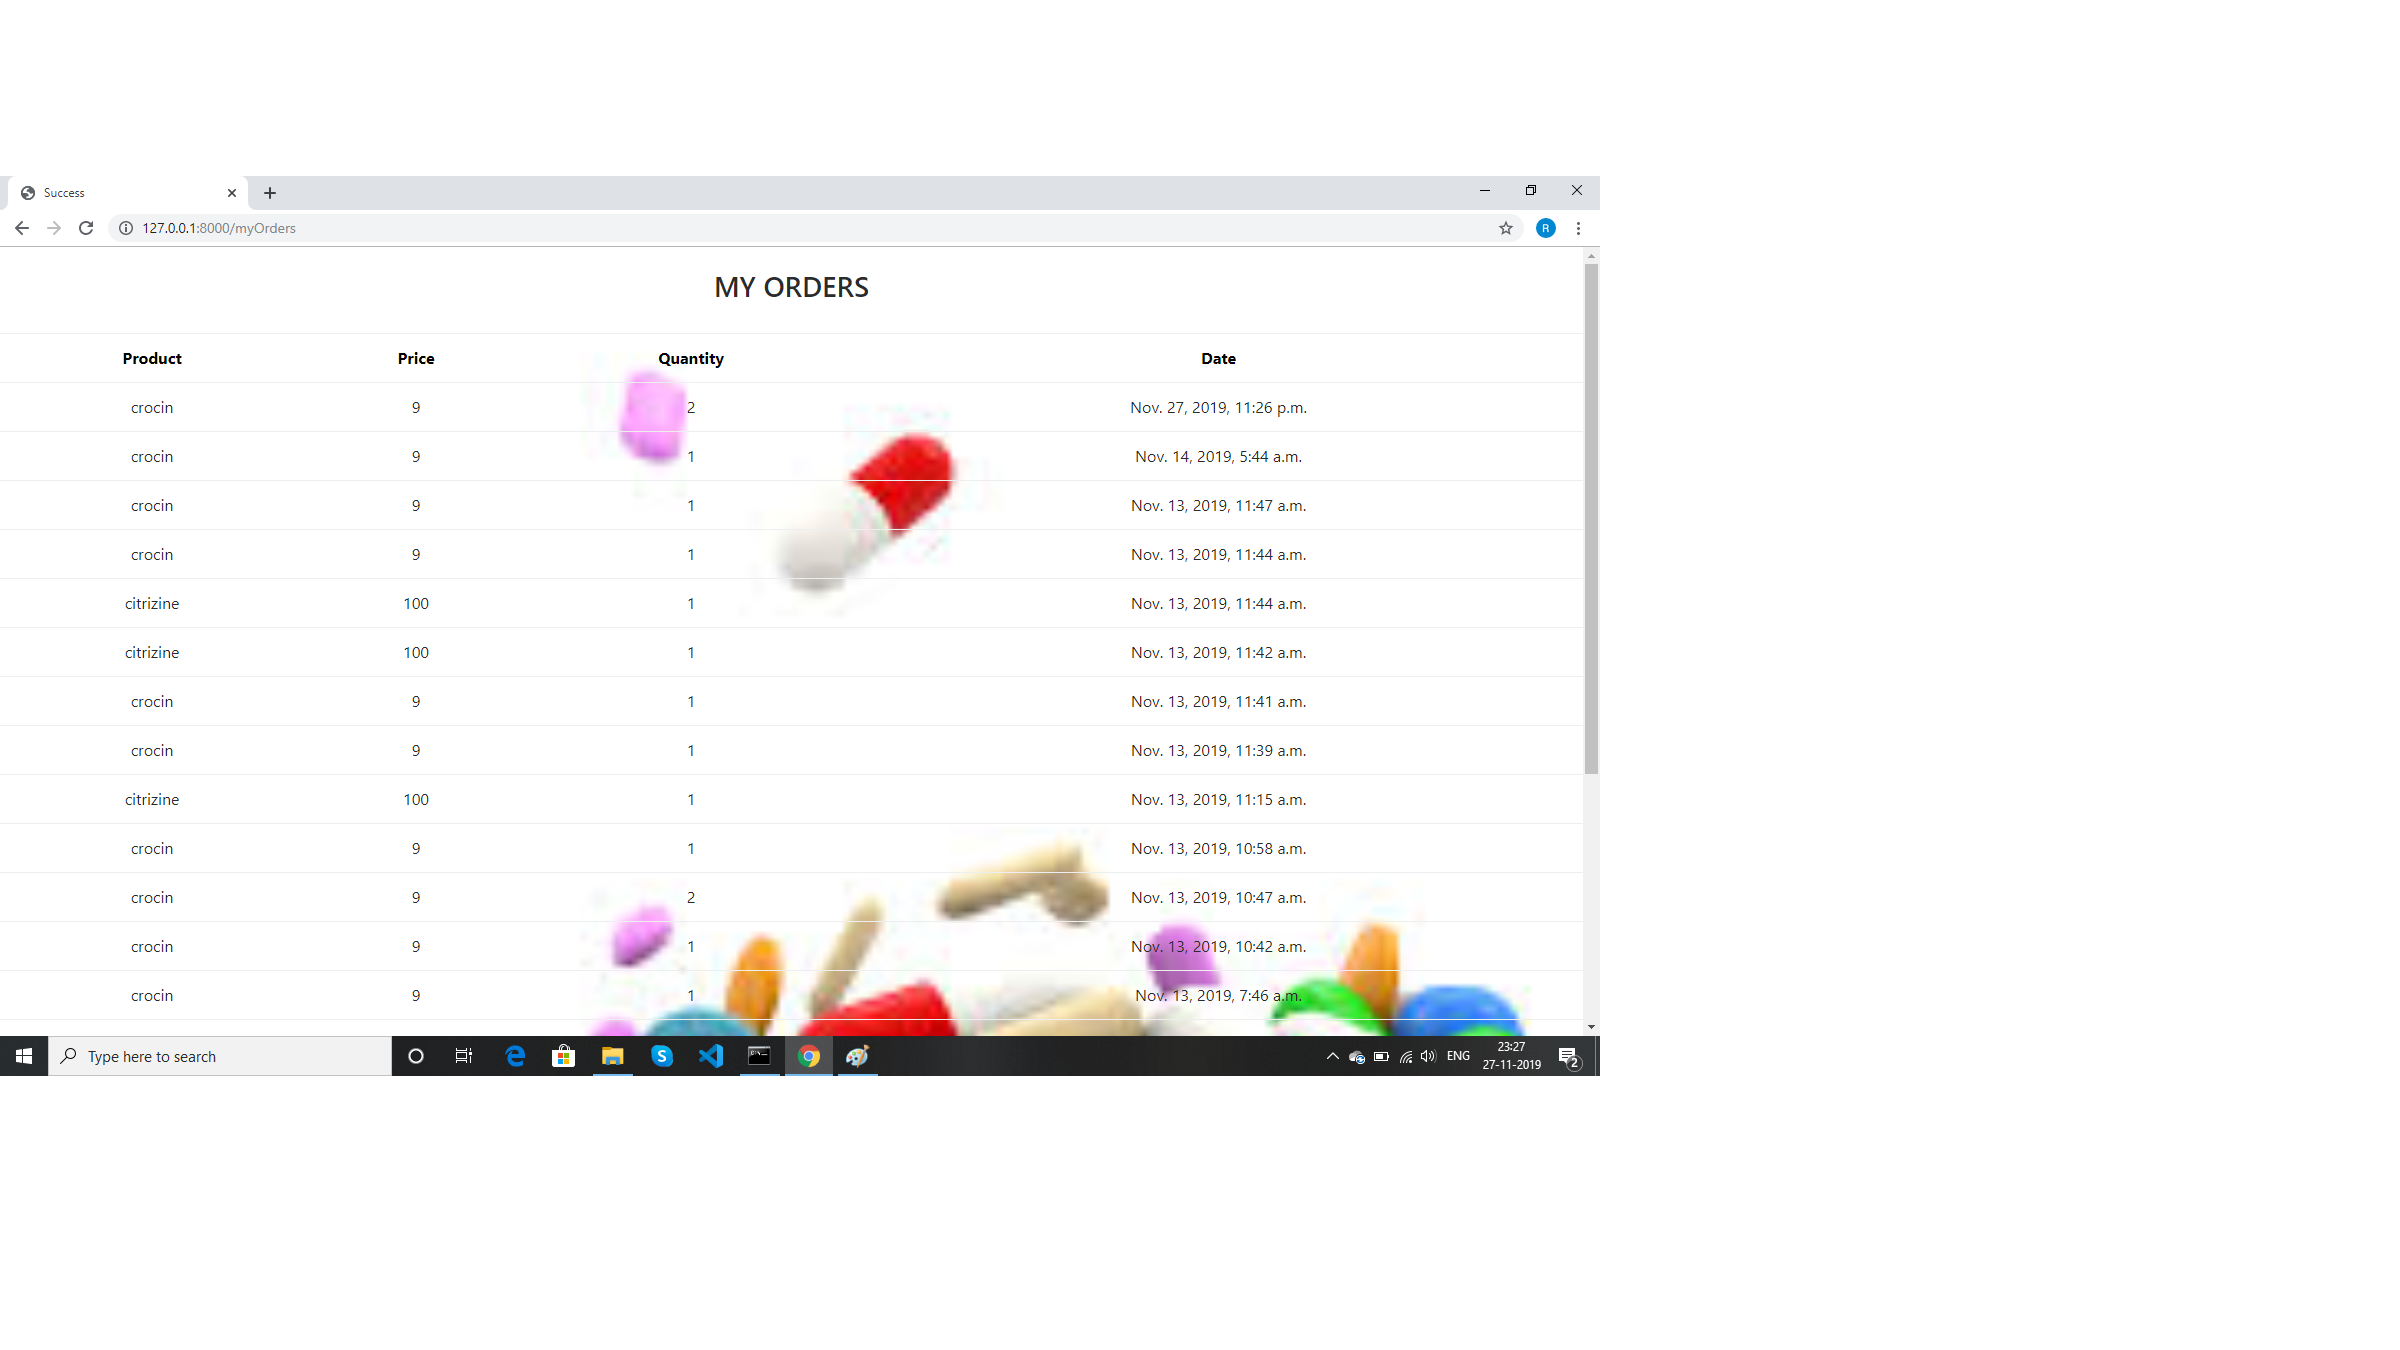 Success
127.0.0.1:8000/myOrders
R
MY ORDERS
Product Price Quantity Date
crocin 9 2 Nov. 27, 2019, 11:26 p.m.
crocin 9 1 Nov. 14, 2019, 5:44 a.m.
crocin 9 1 Nov. 13, 2019, 11:47 a.m.
crocin 9 1 Nov. 13, 2019, 11:44 a.m.
citrizine 100 1 Nov. 13, 2019, 11:44 a.m.
citrizine 100 1 Nov. 13, 2019, 11:42 a.m.
crocin 9 1 Nov. 13, 2019, 11:41 a.m.
crocin 9 1 Nov. 13, 2019, 11:39 a.m.
citrizine 100 1 Nov. 13, 2019, 11:15 a.m.
crocin 9 1 Nov. 13, 2019, 10:58 a.m.
crocin 9 2 Nov. 13, 2019, 10:47 a.m.
crocin 9 1 Nov. 13, 2019, 10:42 a.m.
crocin 9 1 Nov. 13, 2019, 7:46 a.m.
Type here to search
ENG
23:27
27-11-2019
2